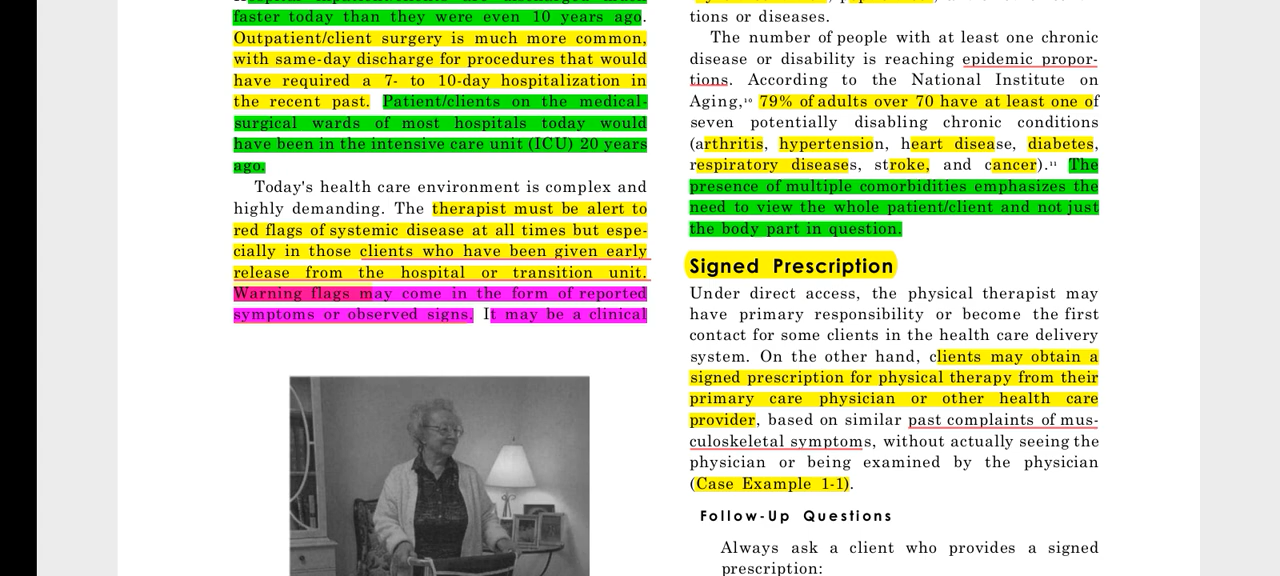 faster today than they were even 10 years ago.
Outpatient/client surgery is much more common,
with same-day discharge for procedures that would
have required a 7- to 10-day hospitalization in
the recent past. Patient/clients on the medical-
surgical wards of most hospitals today would
have been in the intensive care unit (ICU) 20 years
ago.
Today's health care environment is complex and
highly demanding. The therapist must be alert to
red flags of systemic disease at all times but espe-
cially in those clients who have been given early
release from the hospital or transition unit.
Warning flags may come in the form of reported
symptoms or observed signs. It may be a clinical
tions or diseases.
The number of people with at least one chronic
disease or disability is reaching epidemic propor-
tions. According to the National Institute on
Aging,¹⁰ 79% of adults over 70 have at least one of
seven potentially disabling chronic conditions
(arthritis, hypertension, heart disease, diabetes,
respiratory diseases, stroke, and cancer).¹¹ The
presence of multiple comorbidities emphasizes the
need to view the whole patient/client and not just
the body part in question.
Signed Prescription
Under direct access, the physical therapist may
have primary responsibility or become the first
contact for some clients in the health care delivery
system. On the other hand, clients may obtain a
signed prescription for physical therapy from their
primary care physician or other health care
provider, based on similar past complaints of mus-
culoskeletal symptoms, without actually seeing the
physician or being examined by the physician
(Case Example 1-1).
Follow-Up Questions
Always ask a client who provides a signed
prescription: